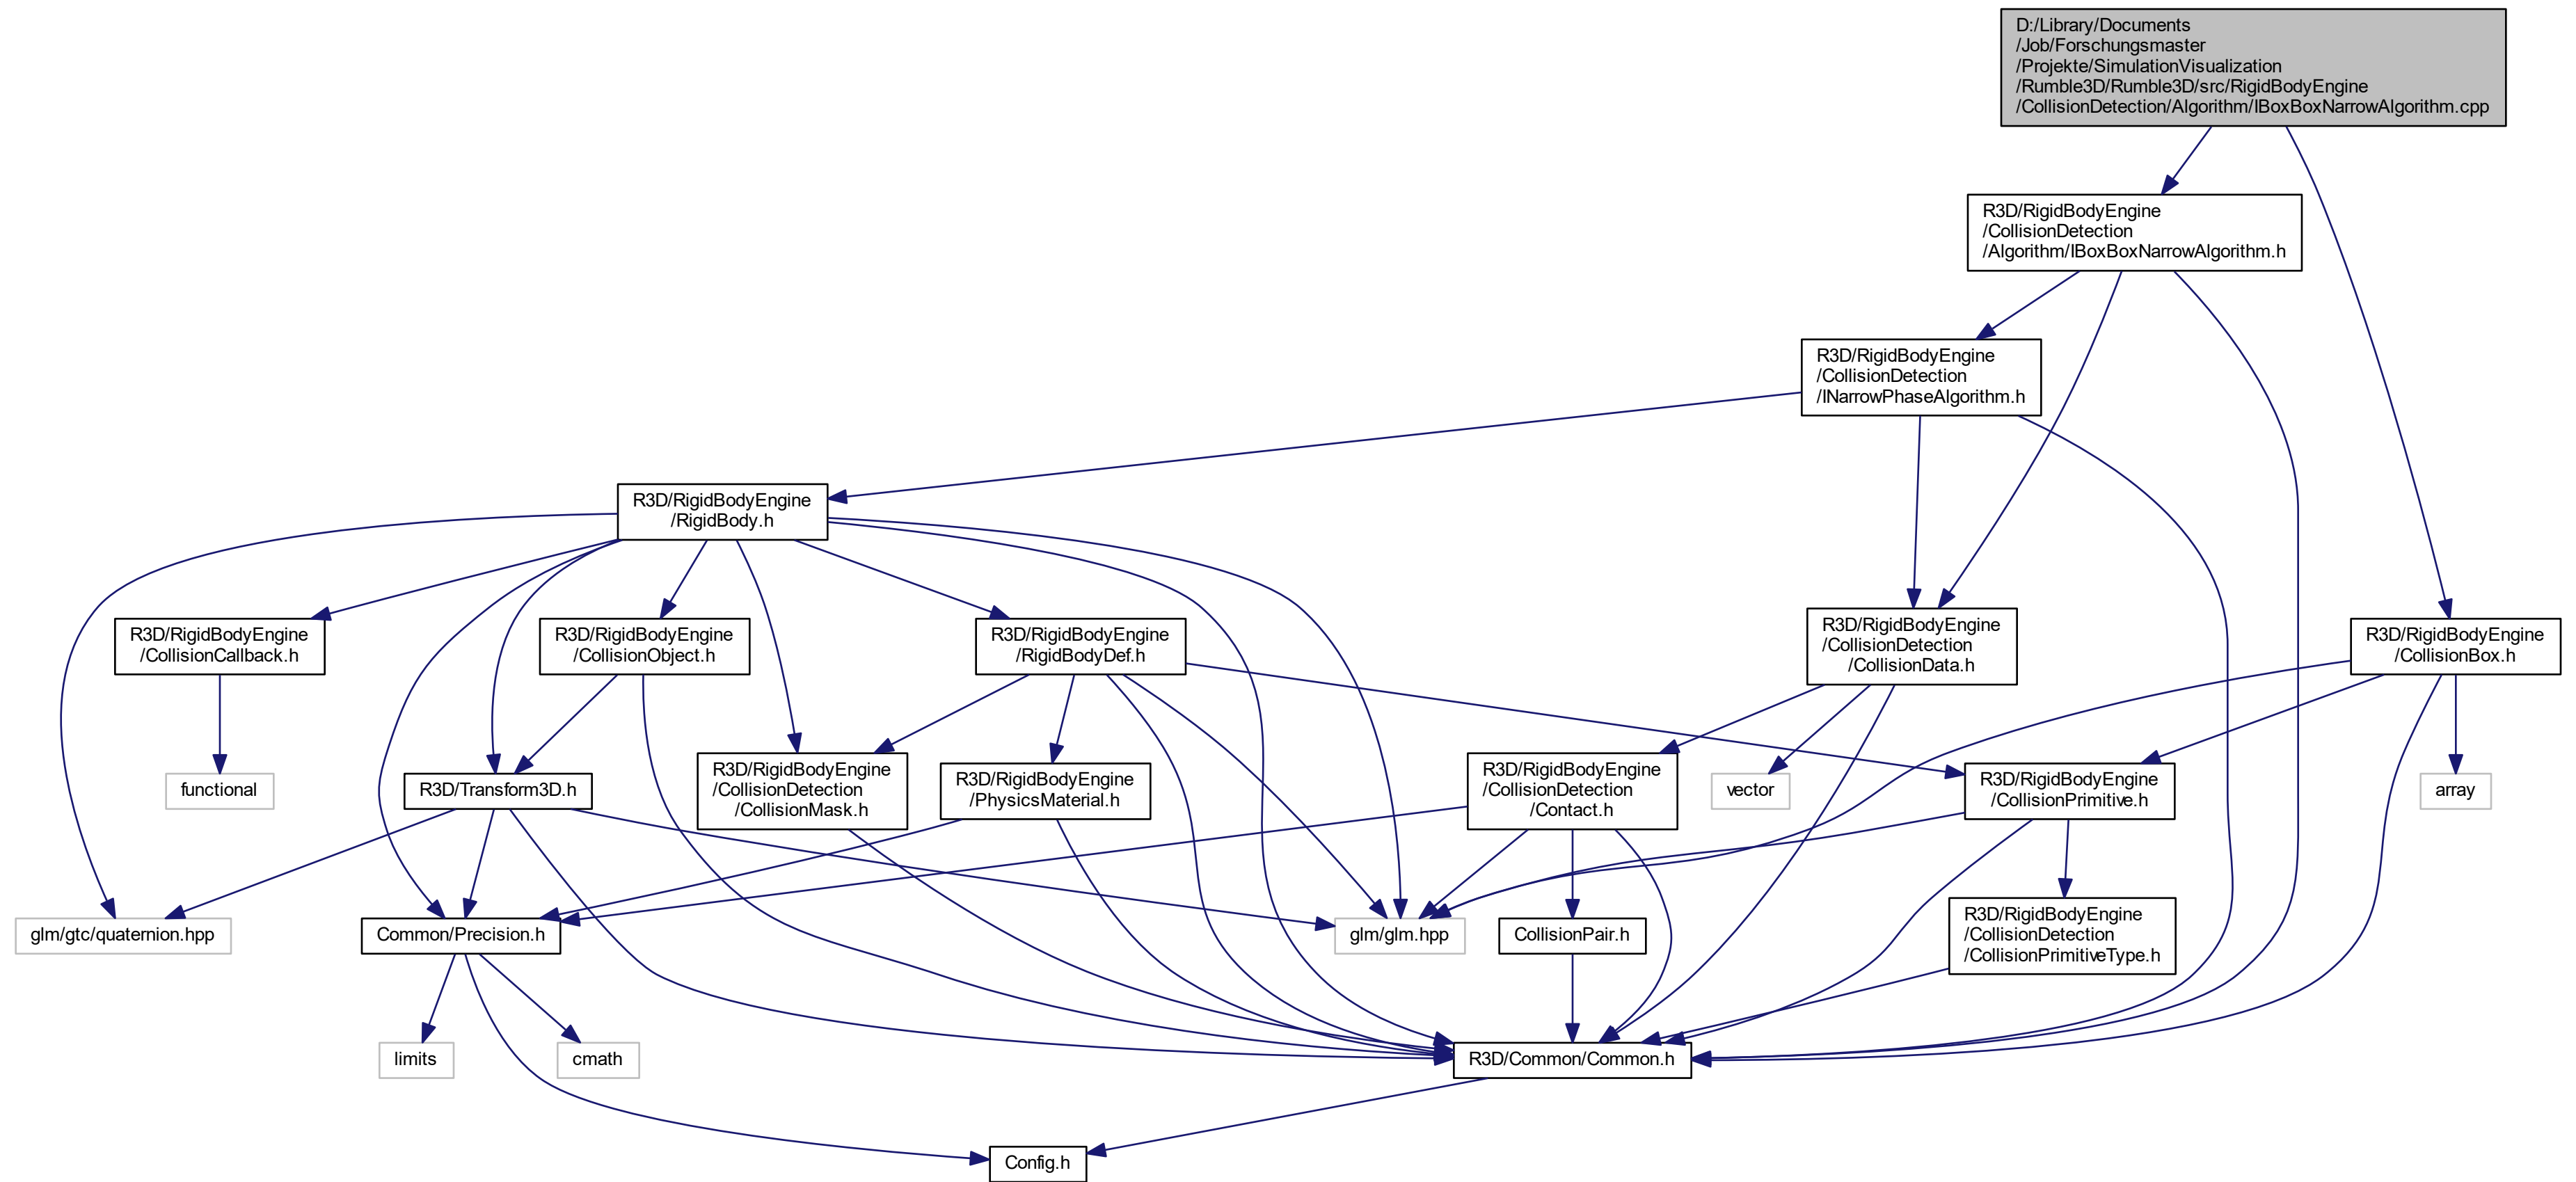 D:/Library/Documents
/Job/Forschungsmaster
/Projekte/SimulationVisualization
/Rumble3D/Rumble3D/src/RigidBodyEngine
/CollisionDetection/Algorithm/IBoxBoxNarrowAlgorithm.cpp
R3D/RigidBodyEngine
/CollisionDetection
/Algorithm/IBoxBoxNarrowAlgorithm.h
R3D/RigidBodyEngine
/CollisionDetection
/INarrowPhaseAlgorithm.h
R3D/RigidBodyEngine
/RigidBody.h
R3D/RigidBodyEngine
/CollisionCallback.h
R3D/RigidBodyEngine
/CollisionObject.h
R3D/RigidBodyEngine
/RigidBodyDef.h
R3D/RigidBodyEngine
/CollisionDetection
/CollisionData.h
R3D/RigidBodyEngine
/CollisionBox.h
functional
R3D/Transform3D.h
R3D/RigidBodyEngine
/CollisionDetection
/CollisionMask.h
R3D/RigidBodyEngine
/PhysicsMaterial.h
R3D/RigidBodyEngine
/CollisionDetection
/Contact.h
vector
R3D/RigidBodyEngine
/CollisionPrimitive.h
array
glm/gtc/quaternion.hpp
Common/Precision.h
glm/glm.hpp
CollisionPair.h
R3D/RigidBodyEngine
/CollisionDetection
/CollisionPrimitiveType.h
limits
cmath
R3D/Common/Common.h
Config.h